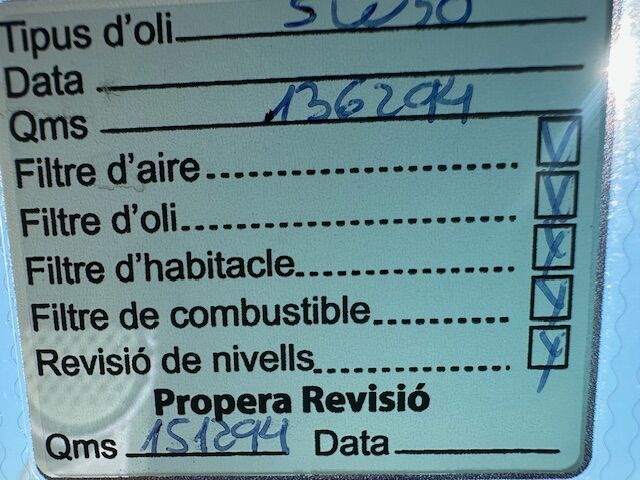 Tipus d'oli 5W30
Data
Qms 136294
Filtre d'aire
Filtre d'oli
Filtre d'habitacle
Filtre de combustible
Revisió de nivells
Propera Revisió
Qms 151294 Data